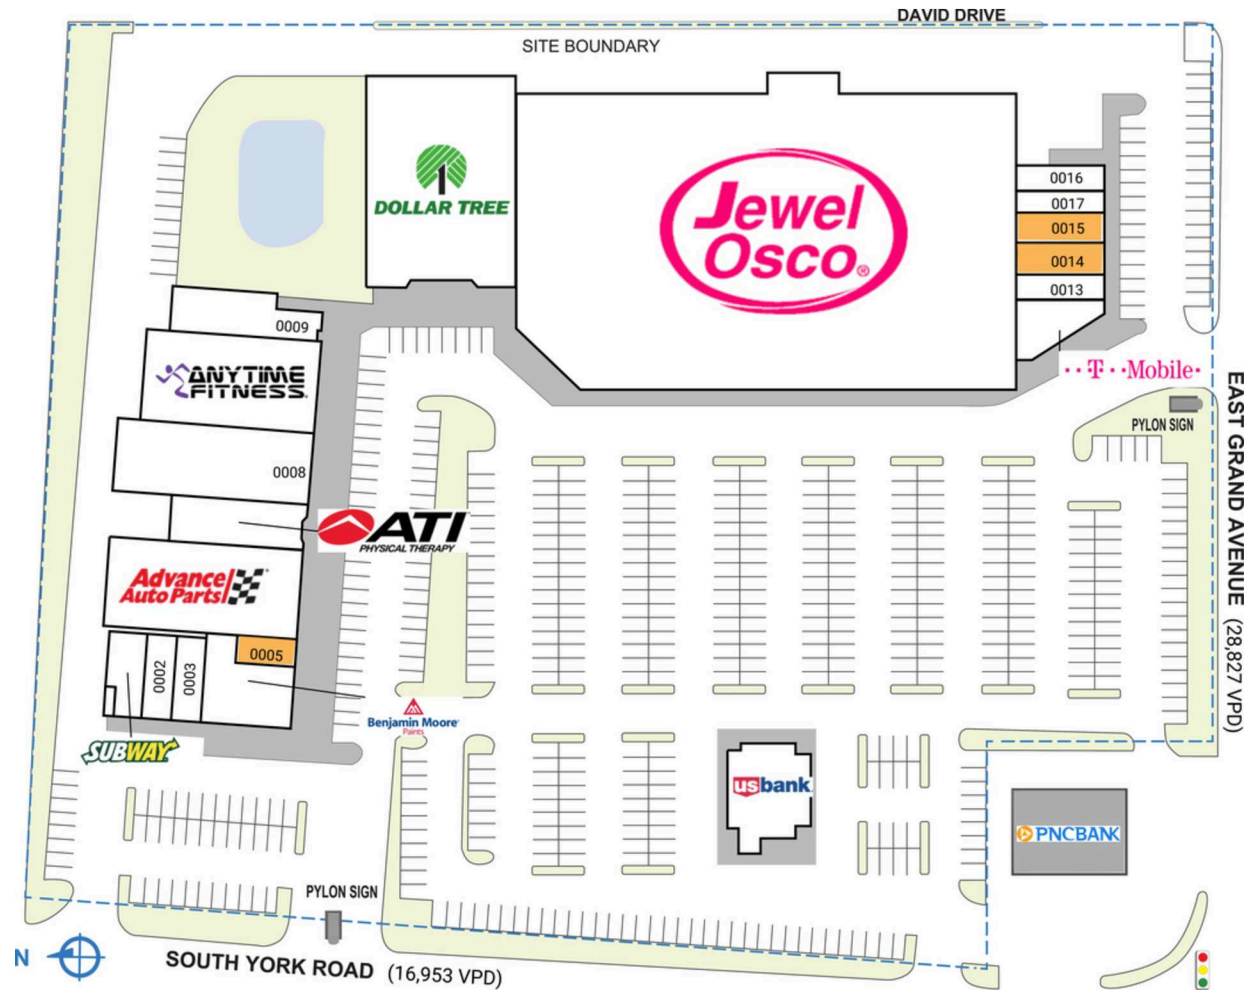 DAVID DRIVE
SITE BOUNDARY
DOLLAR TREE
Jewel
Osco®
0016
0017
0015
0014
0013
T Mobile
PYLON SIGN
EAST GRAND AVENUE (28,827 VPD)
0009
ANYTIME
FITNESS
0008
ATI
PHYSICAL THERAPY
Advance
Auto Parts
0005
0002
0003
SUBWAY
Benjamin Moore
Paints
usbank
PNCBANK
PYLON SIGN
N
SOUTH YORK ROAD (16,953 VPD)